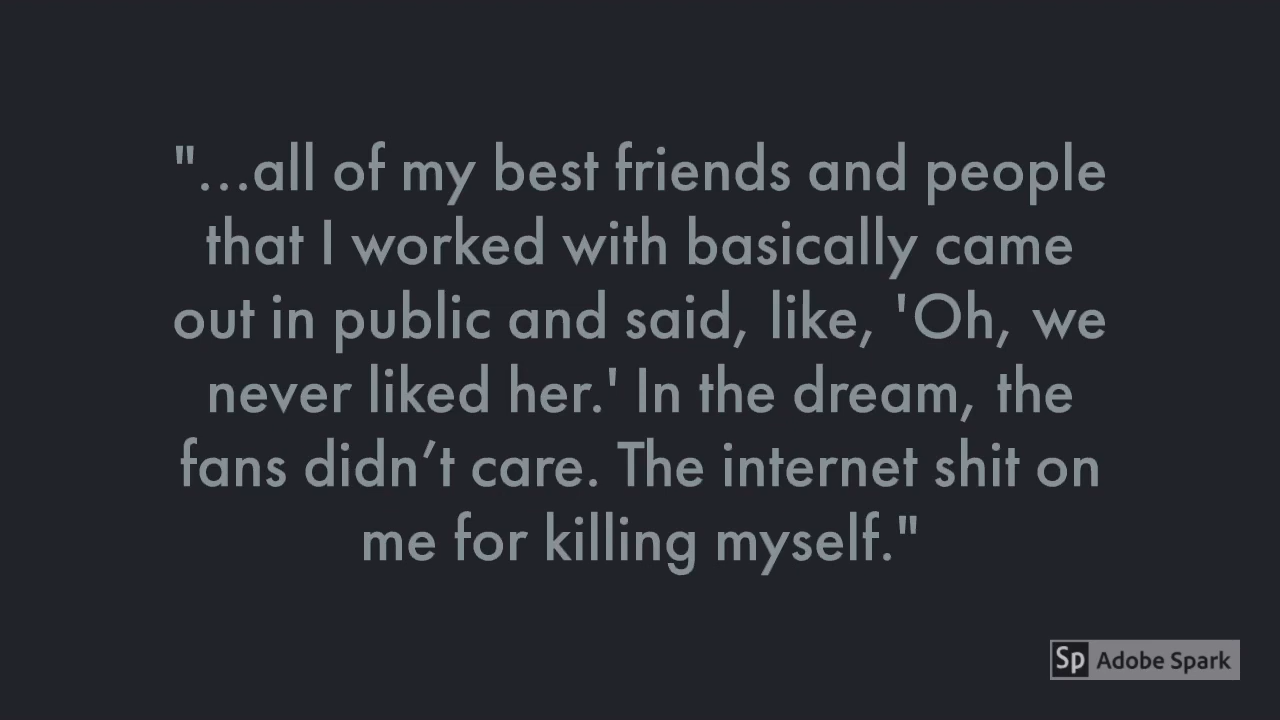 "...all of my best friends and people
that I worked with basically came
out in public and said, like, 'Oh, we
never liked her.' In the dream, the
fans didn’t care. The internet shit on
me for killing myself."
Sp Adobe Spark